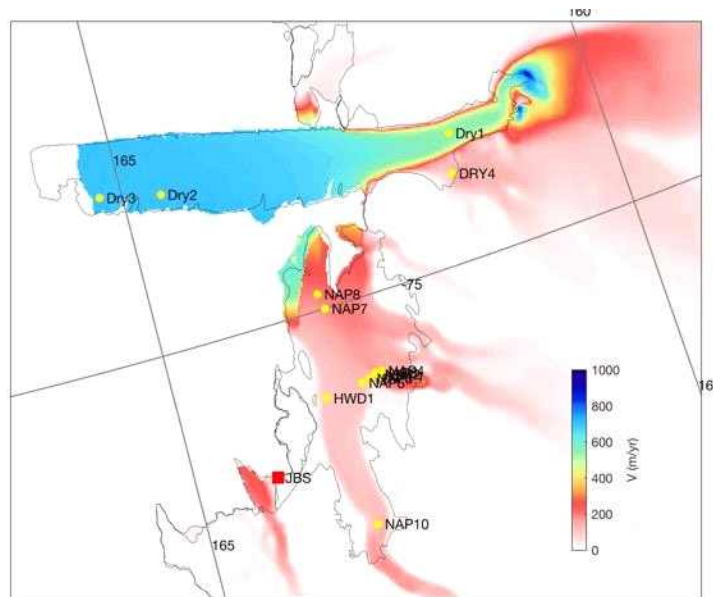 160
165
Dry1
DRY4
Dry3
Dry2
-75
NAP8
NAP7
NAP6
HWD1
JBS
NAP10
165
16
1000
800
600
400
200
0
V (m/yr)